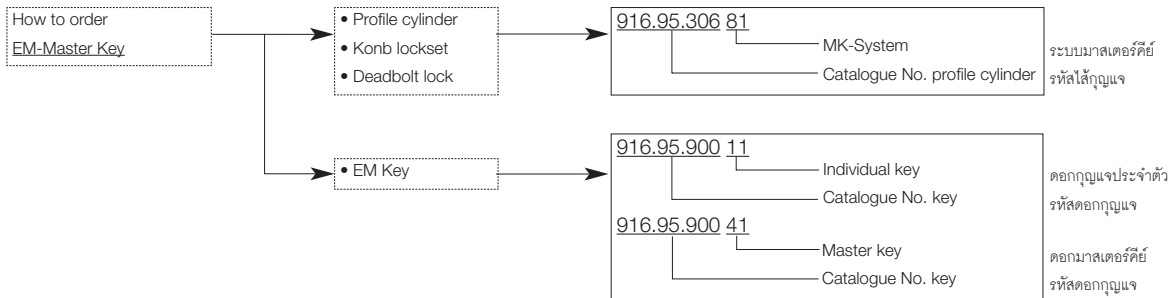 How to order
EM-Master Key
• Profile cylinder
• Konb lockset
• Deadbolt lock
916.95.306 81
MK-System
ระบบมาสเตอร์คีย์
Catalogue No. profile cylinder
รหัสไส้กุญแจ
• EM Key
916.95.900 11
Individual key
ดอกกุญแจประจำตัว
Catalogue No. key
รหัสดอกกุญแจ
916.95.900 41
Master key
ดอกมาสเตอร์คีย์
Catalogue No. key
รหัสดอกกุญแจ